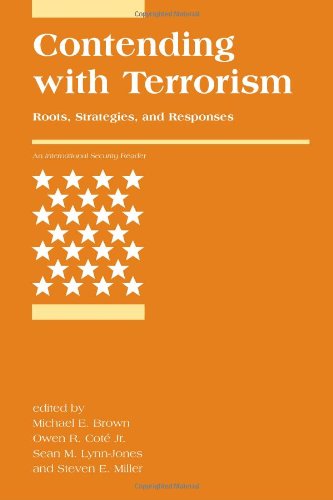 Contending
with Terrorism
Roots, Strategies, and Responses
An International Security Reader
edited by
Michael E. Brown
Owen R. Coté Jr.
Sean M. Lynn-Jones
and Steven E. Miller